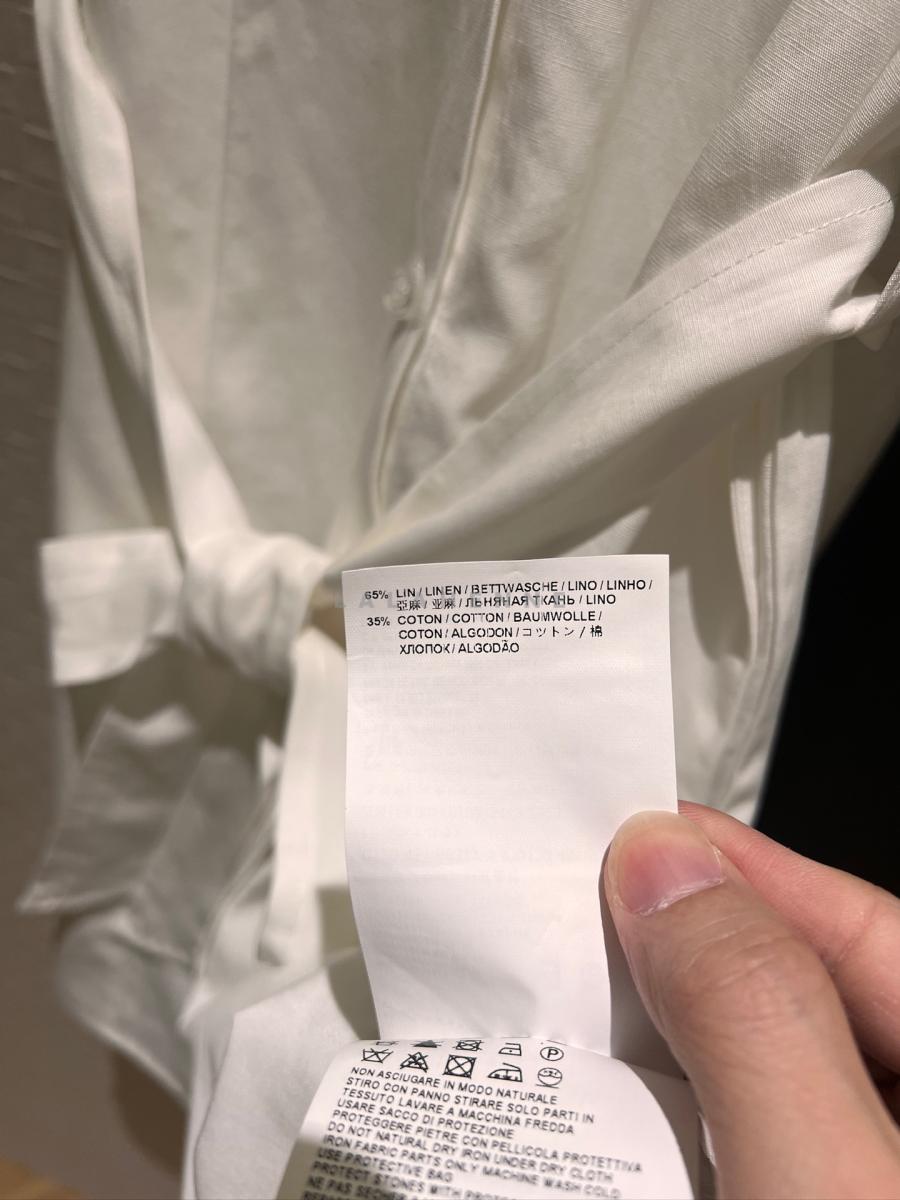 65% LIN / LINEN / BETTWASCHE / LINO / LINHO /
亞麻 / 亚麻 / ЛЬНЯНАЯ ТКАНЬ / LINO
35% COTON / COTTON / BAUMWOLLE /
COTON / ALGODON / コットン / 棉
ХЛОПОК / ALGODÃO
P
NON ASCIUGARE IN MODO NATURALE
STIRO CON PANNO STIRARE SOLO PARTI IN
TESSUTO LAVARE A MACCHINA FREDDA
USARE SACCO DI PROTEZIONE
PROTEGGERE PIETRE CON PELLICOLA PROTETTIVA
DO NOT NATURAL DRY IRON UNDER DRY CLOTH
IRON FABRIC PARTS ONLY MACHINE WASH COLD
USE PROTECTIVE BAG
PROTECT STONES WITH
NE PAS